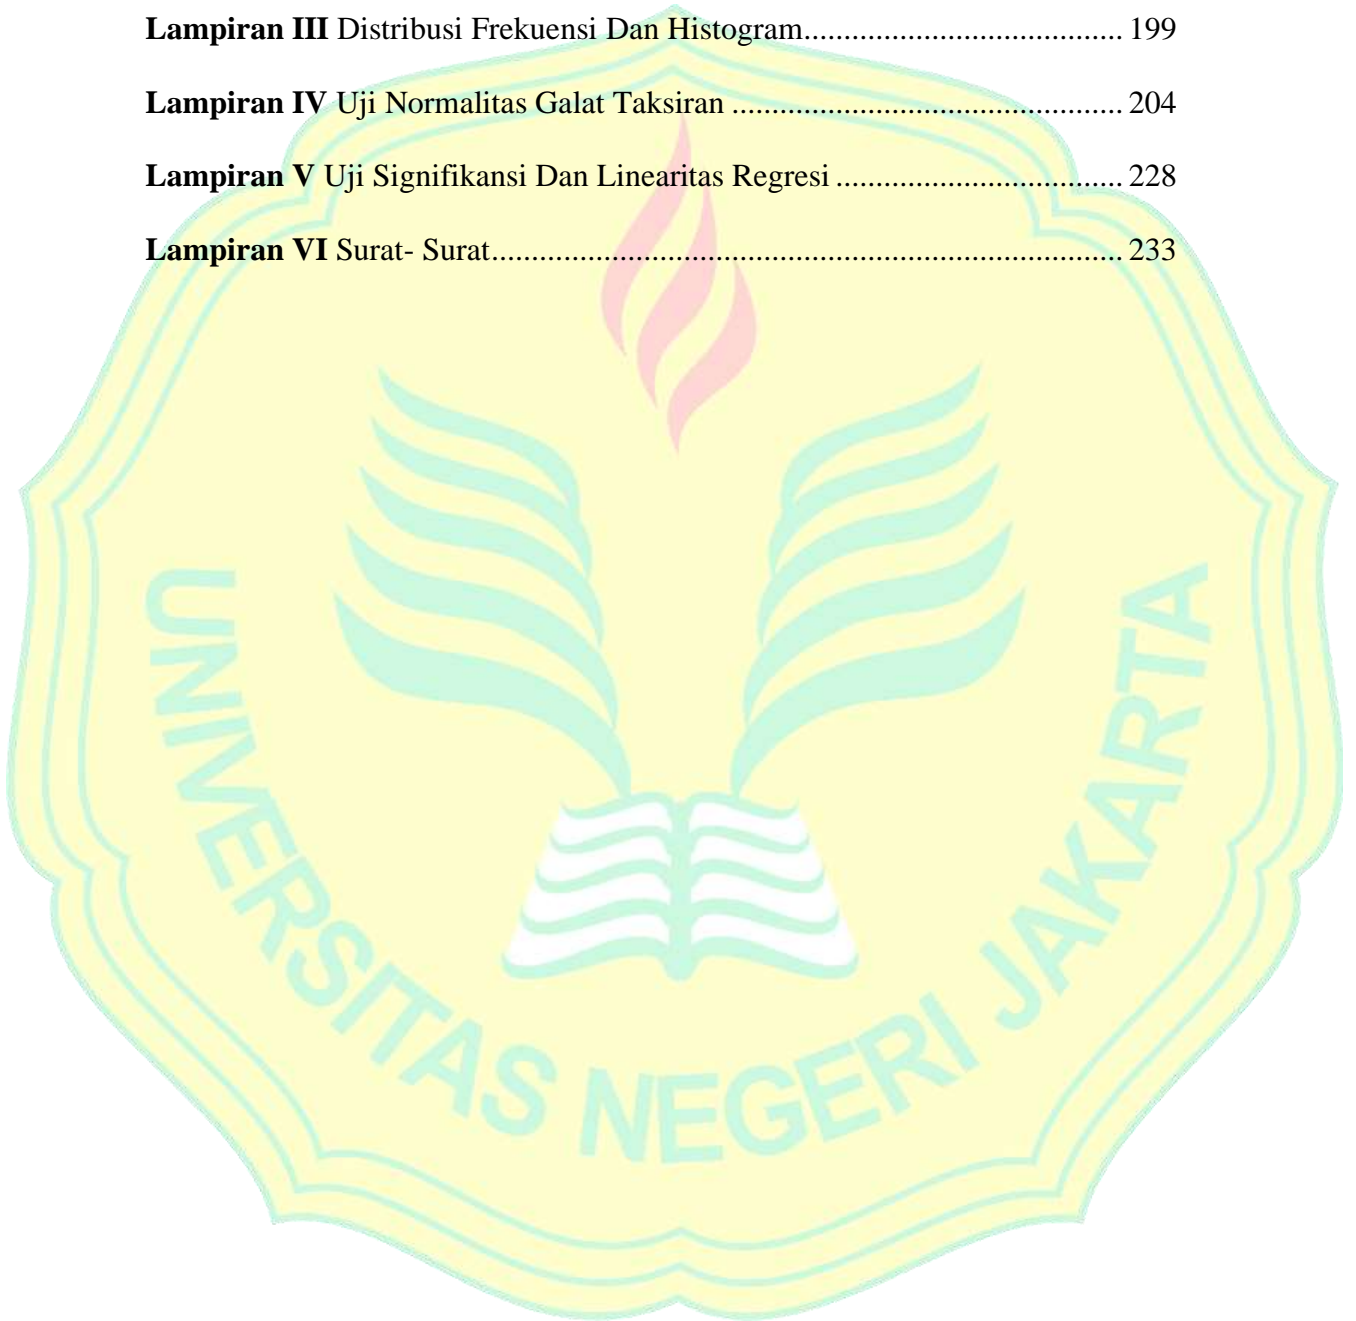 Lampiran III Distribusi Frekuensi Dan Histogram....................................... 199
Lampiran IV Uji Normalitas Galat Taksiran ................................................ 204
Lampiran V Uji Signifikansi Dan Linearitas Regresi ................................... 228
Lampiran VI Surat- Surat............................................................................. 233
UNIVERSITAS NEGERI JAKARTA